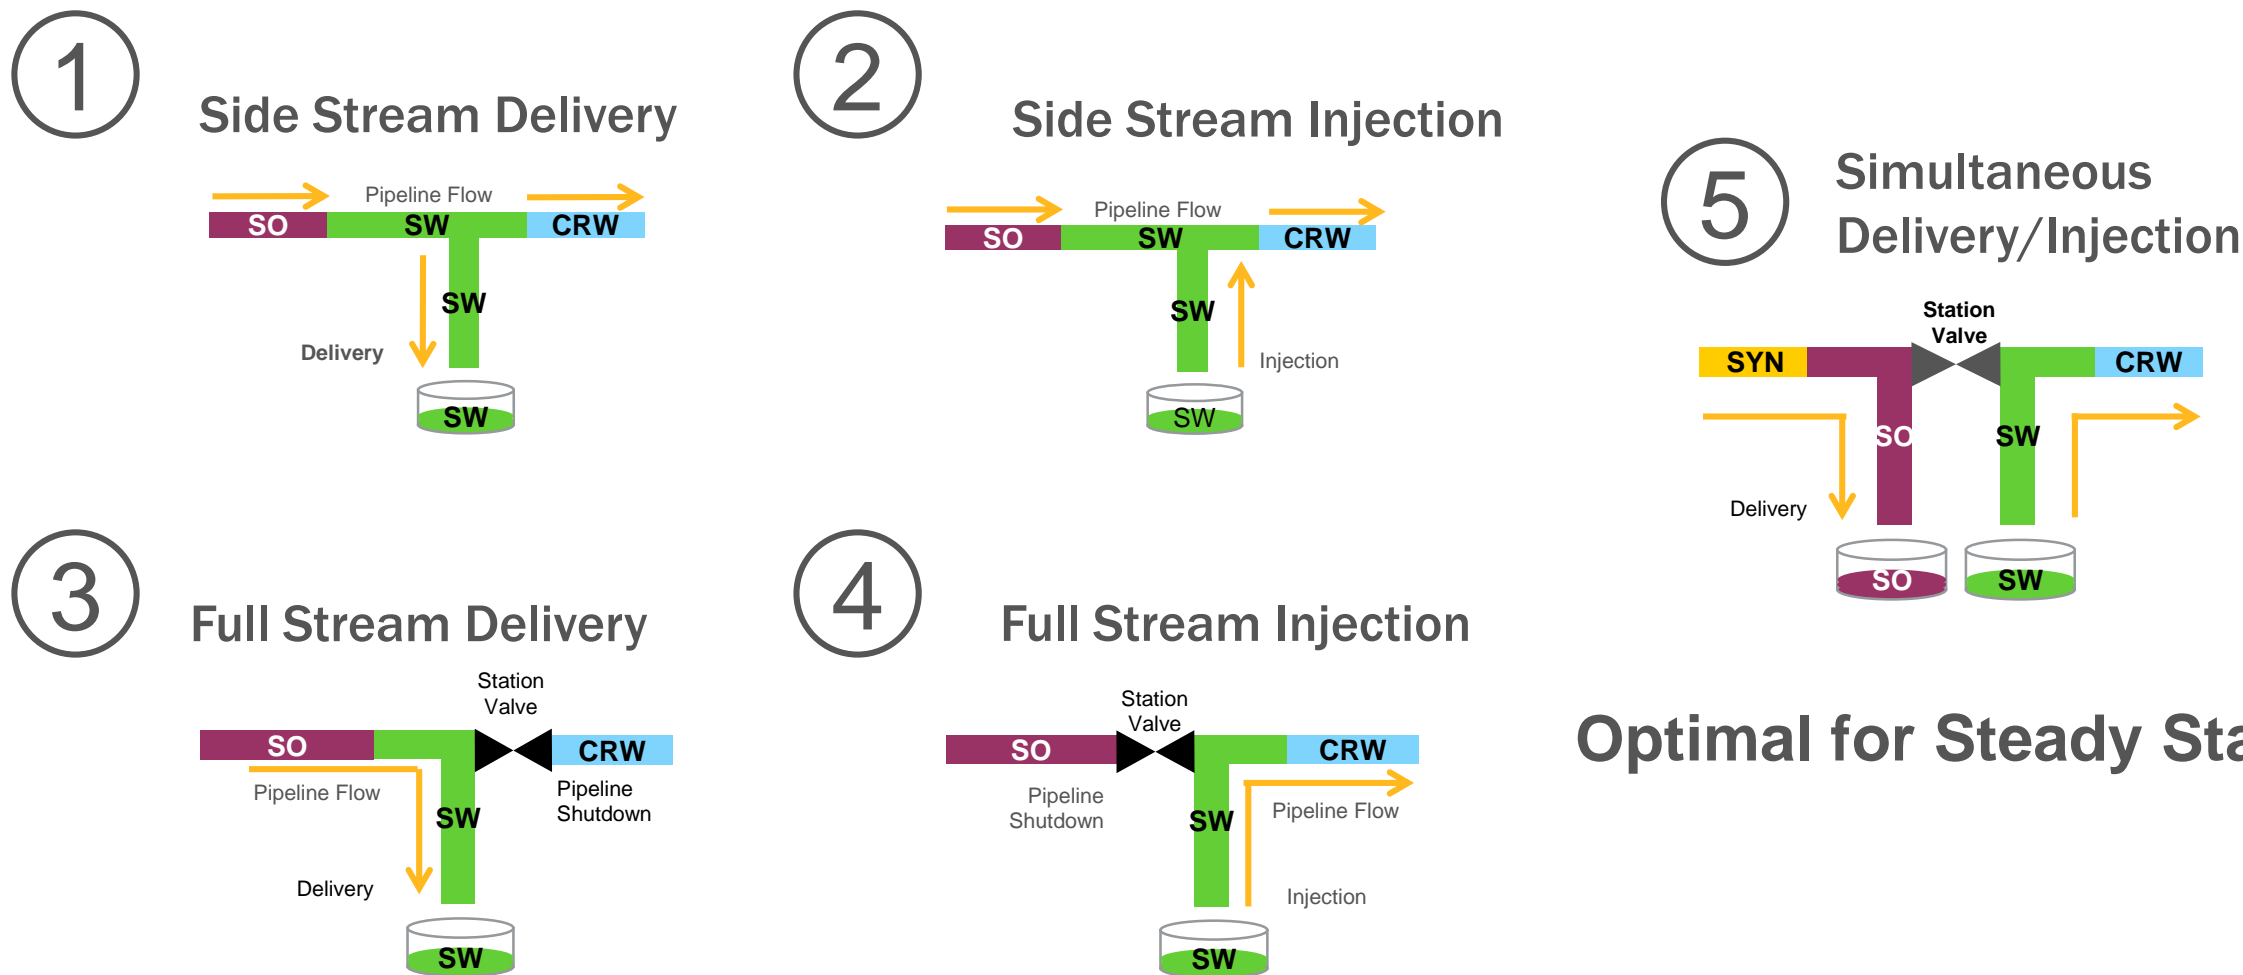 1
Side Stream Delivery
Pipeline Flow
SO
SW
CRW
SW
Delivery
SW
2
Side Stream Injection
Pipeline Flow
SO
SW
CRW
SW
Injection
SW
5
Simultaneous
Delivery/Injection
Station
Valve
SYN
CRW
SO
SW
Delivery
SO
SW
3
Full Stream Delivery
Station
Valve
SO
CRW
Pipeline Flow
Pipeline
Shutdown
SW
Delivery
SW
4
Full Stream Injection
Station
Valve
SO
CRW
Pipeline
Shutdown
Pipeline Flow
SW
Injection
SW
Optimal for Steady